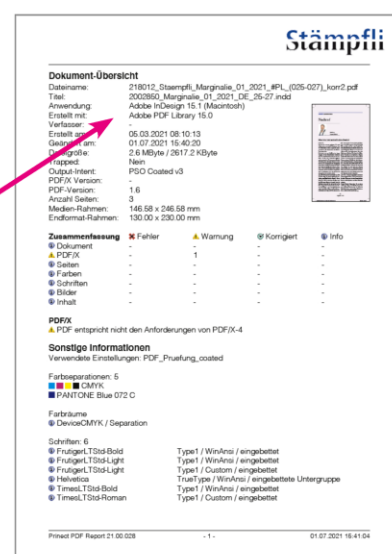 Stämpfli
Dokument-Übersicht
Dateiname: 218012_Staempfli_Marginalie_01_2021_#PL_(025-027)_korr2.pdf
Titel: 2002850_Marginalie_01_2021_DE_25-27.indd
Anwendung: Adobe InDesign 15.1 (Macintosh)
Erstellt mit: Adobe PDF Library 15.0
Verfasser: -
Erstellt am: 05.03.2021 08:10:13
Geändert am: 01.07.2021 15:40:20
Dateigröße: 2.6 MByte / 2617.2 KByte
Trapped: Nein
Output-Intent: PSO Coated v3
PDF/X Version: -
PDF-Version: 1.6
Anzahl Seiten: 3
Medien-Rahmen: 146.58 x 246.58 mm
Endformat-Rahmen: 130.00 x 230.00 mm
Zusammenfassung Fehler Warnung Korrigiert Info
Dokument - - - -
PDF/X - 1 - -
Seiten - - - -
Farben - - - -
Schriften - - - -
Bilder - - - -
Inhalt - - - -
PDF/X
PDF entspricht nicht den Anforderungen von PDF/X-4
Sonstige Informationen
Verwendete Einstellungen: PDF_Pruefung_coated
Farbseparationen: 5
CMYK
PANTONE Blue 072 C
Farbräume
DeviceCMYK / Separation
Schriften: 6
FrutigerLTStd-Bold Type1 / WinAnsi / eingebettet
FrutigerLTStd-Light Type1 / WinAnsi / eingebettet
FrutigerLTStd-Light Type1 / Custom / eingebettet
Helvetica TrueType / WinAnsi / eingebettete Untergruppe
TimesLTStd-Bold Type1 / WinAnsi / eingebettet
TimesLTStd-Roman Type1 / Custom / eingebettet
Prinect PDF Report 21.00.028 - 1 - 01.07.2021 16:41:04